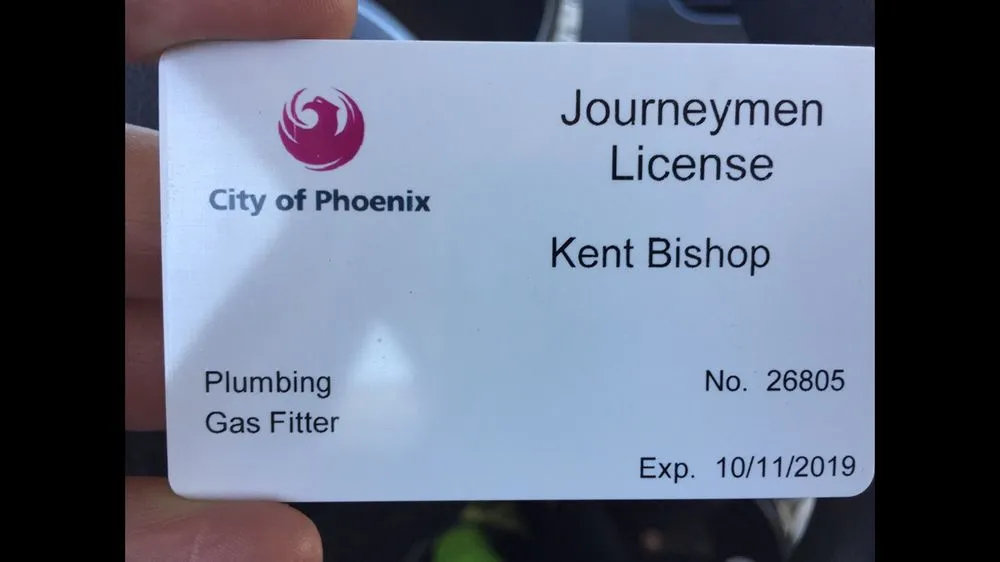 City of Phoenix
Journeymen
License
Kent Bishop
Plumbing
Gas Fitter
No. 26805
Exp. 10/11/2019